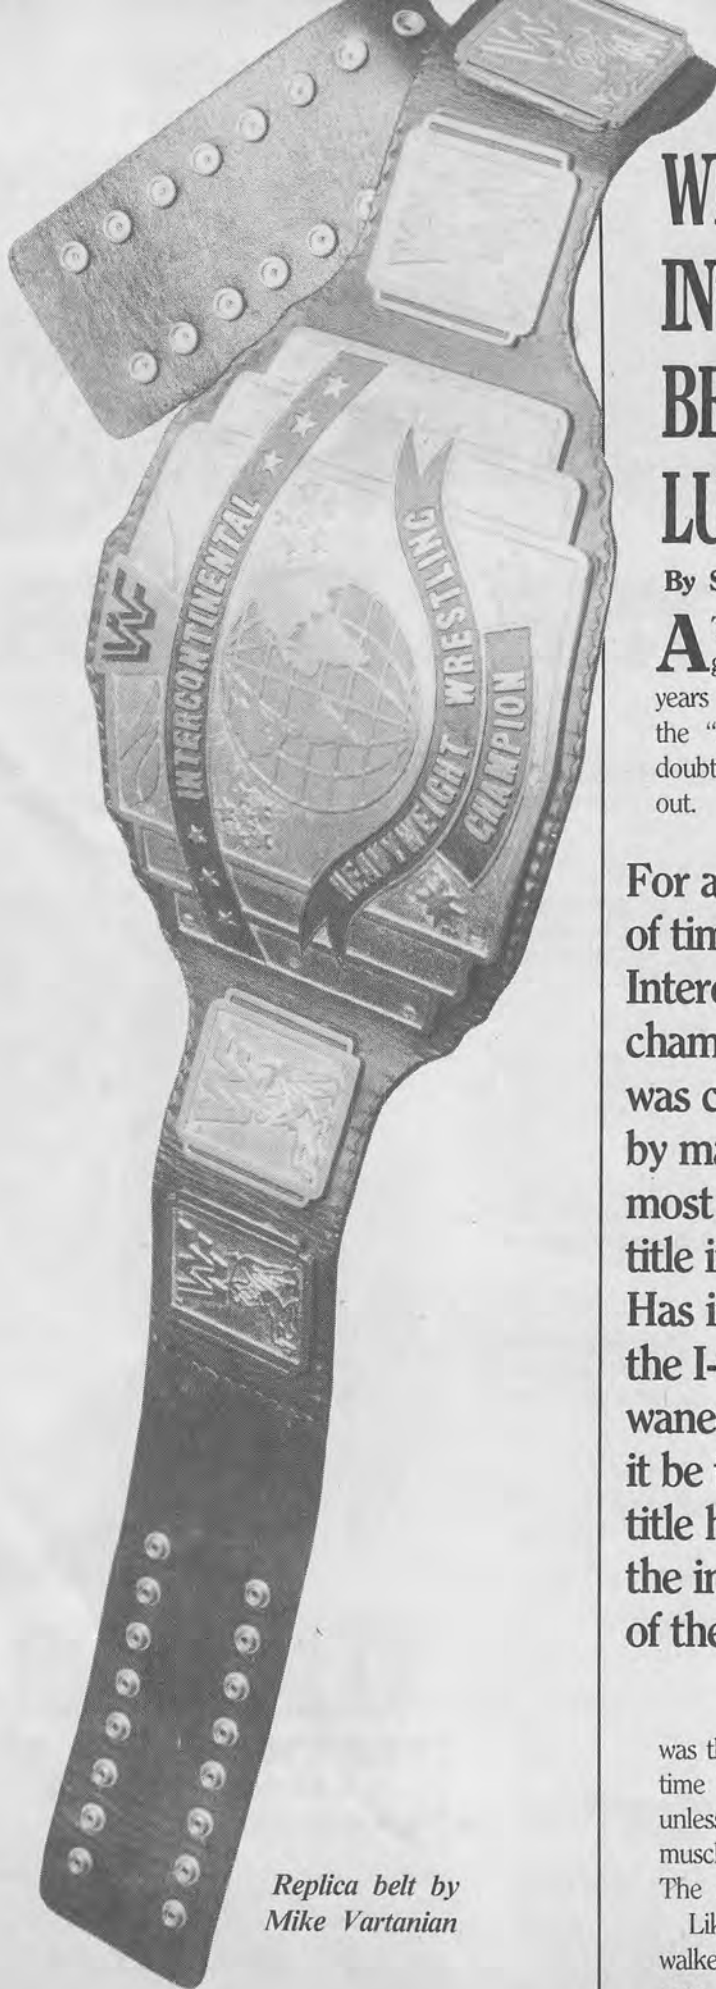 WF
INTERCONTINENTAL
HEAVYWEIGHT WRESTLING
CHAMPION
WF
W
Replica belt by
Mike Vartanian
W
IN
BE
LU
By S
A
years
the “
doubt
out.
For a
of tim
Interc
cham
was c
by ma
most
title i
Has i
the I-
wane
it be
title h
the in
of the
was th
time
unless
muscl
The
Lik
walke